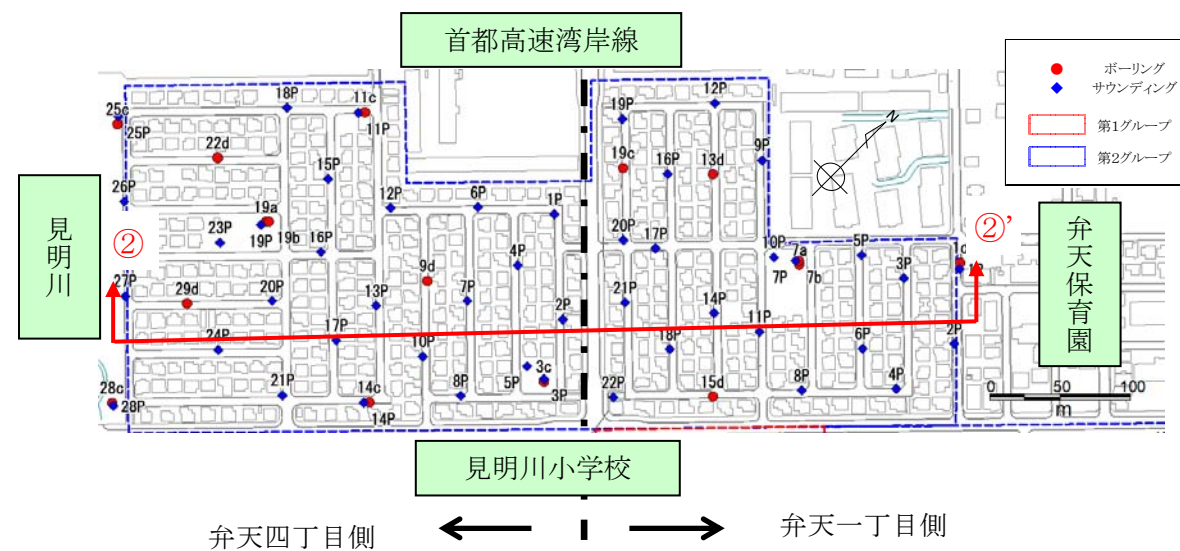 首都高速湾岸線
ボーリング
サウンディング
第1グループ
第2グループ
N
25c
25P
18P
11c
11P
22d
15P
26P
19a
19P
19b
23P
16P
12P
6P
1P
4P
9d
7P
27P
29d
20P
13P
2P
24P
17P
10P
28c
28P
21P
14c
14P
8P
5P
3c
3P
19P
12P
19c
16P
13d
9P
20P
17P
10P
7P
7a
7b
5P
3P
1P
21P
14P
11P
18P
6P
2P
22P
15d
8P
4P
見明川
②
②’
弁天保育園
0 50 100
m
見明川小学校
弁天四丁目側
弁天一丁目側